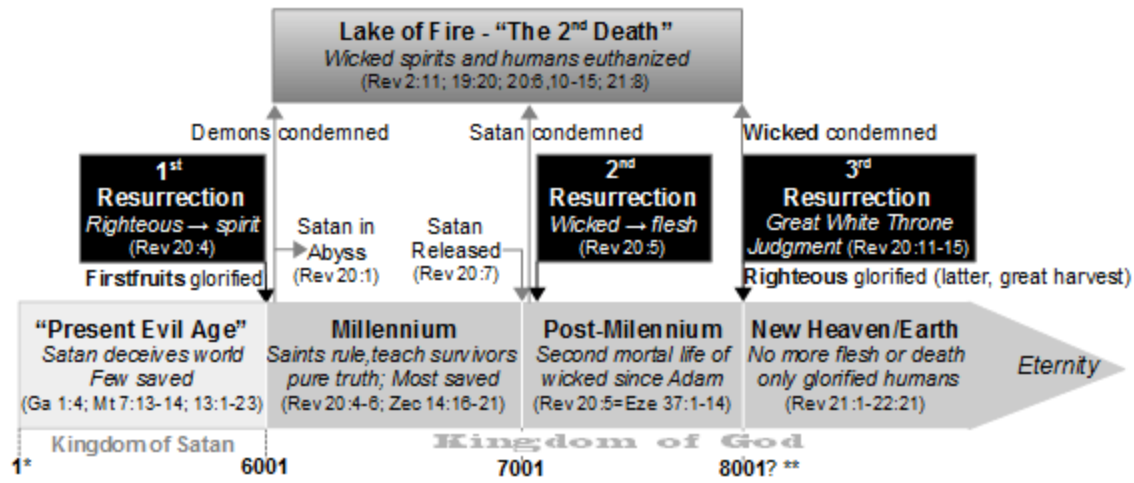 Lake of Fire - “The 2nd Death”
Wicked spirits and humans euthanized
(Rev 2:11; 19:20; 20:6,10-15; 21:8)
Demons condemned
Satan condemned
Wicked condemned
1st
Resurrection
Righteous → spirit
(Rev 20:4)
Satan in
Abyss
(Rev 20:1)
Satan
Released
(Rev 20:7)
2nd
Resurrection
Wicked → flesh
(Rev 20:5)
3rd
Resurrection
Great White Throne
Judgment (Rev 20:11-15)
Firstfruits glorified
Righteous glorified (latter, great harvest)
“Present Evil Age”
Satan deceives world
Few saved
(Ga 1:4; Mt 7:13-14; 13:1-23)
Millennium
Saints rule,teach survivors
pure truth; Most saved
(Rev 20:4-6; Zec 14:16-21)
Post-Milennium
Second mortal life of
wicked since Adam
(Rev 20:5=Eze 37:1-14)
New Heaven/Earth
No more flesh or death
only glorified humans
(Rev 21:1-22:21)
Eternity
Kingdom of Satan
Kingdom of God
1*
6001
7001
8001? **